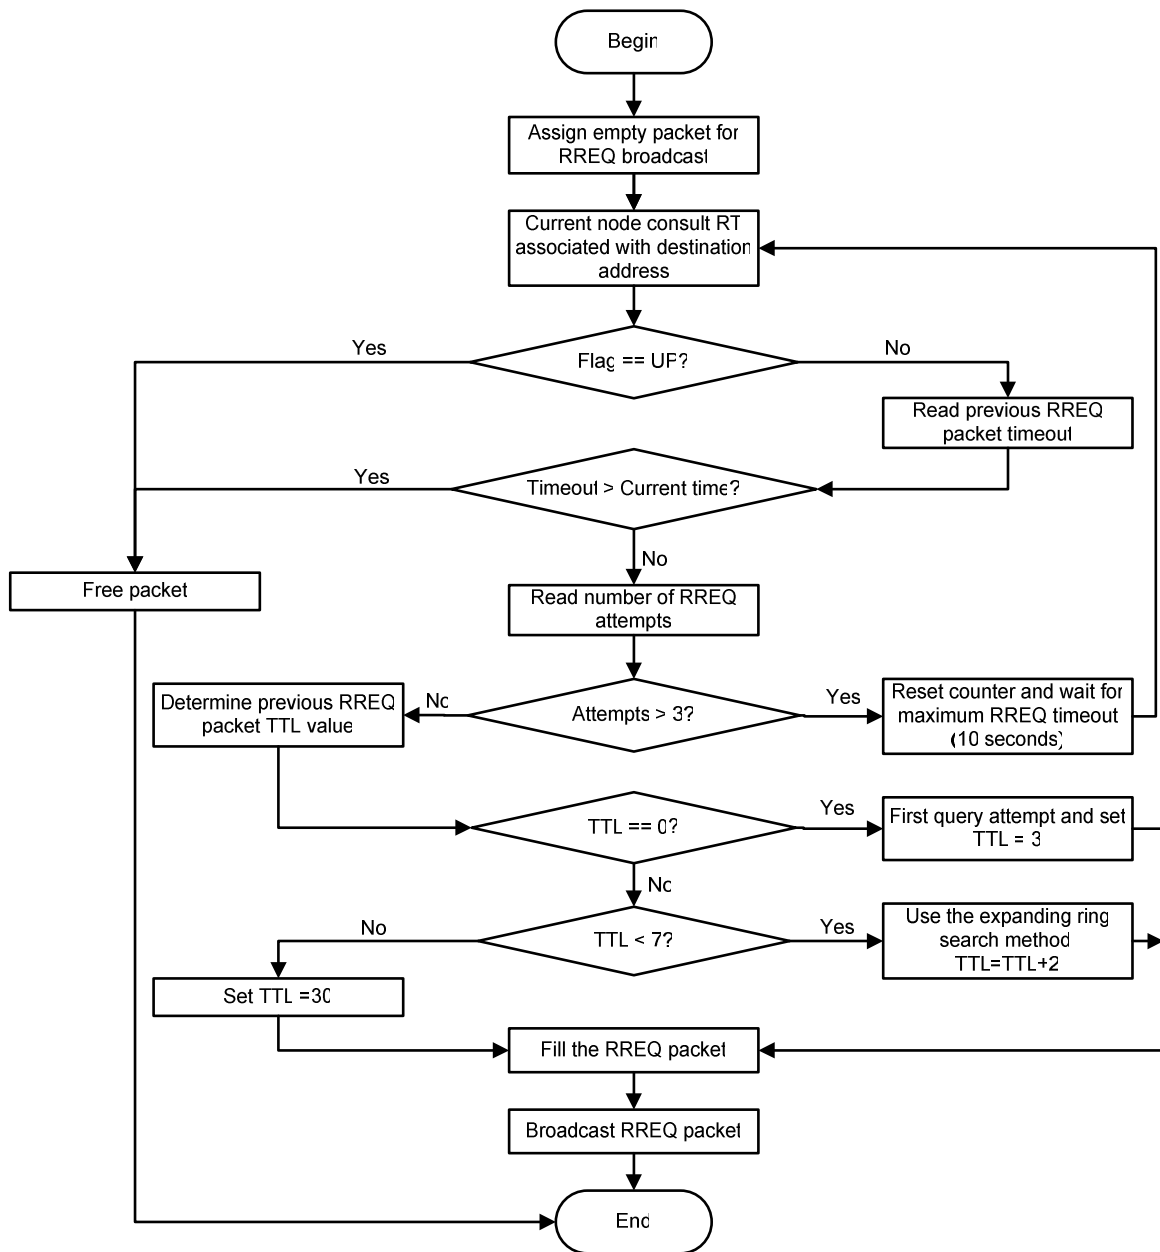 Begin
Assign empty packet for
RREQ broadcast
Current node consult RT
associated with destination
address
Yes
Flag == UP?
No
Read previous RREQ
packet timeout
Yes
Timeout > Current time?
No
Free packet
Read number of RREQ
attempts
Determine previous RREQ
packet TTL value
No
Attempts > 3?
Yes
Reset counter and wait for
maximum RREQ timeout
(10 seconds)
TTL == 0?
Yes
First query attempt and set
TTL = 3
No
No
TTL < 7?
Yes
Use the expanding ring
search method
TTL=TTL+2
Set TTL =30
Fill the RREQ packet
Broadcast RREQ packet
End